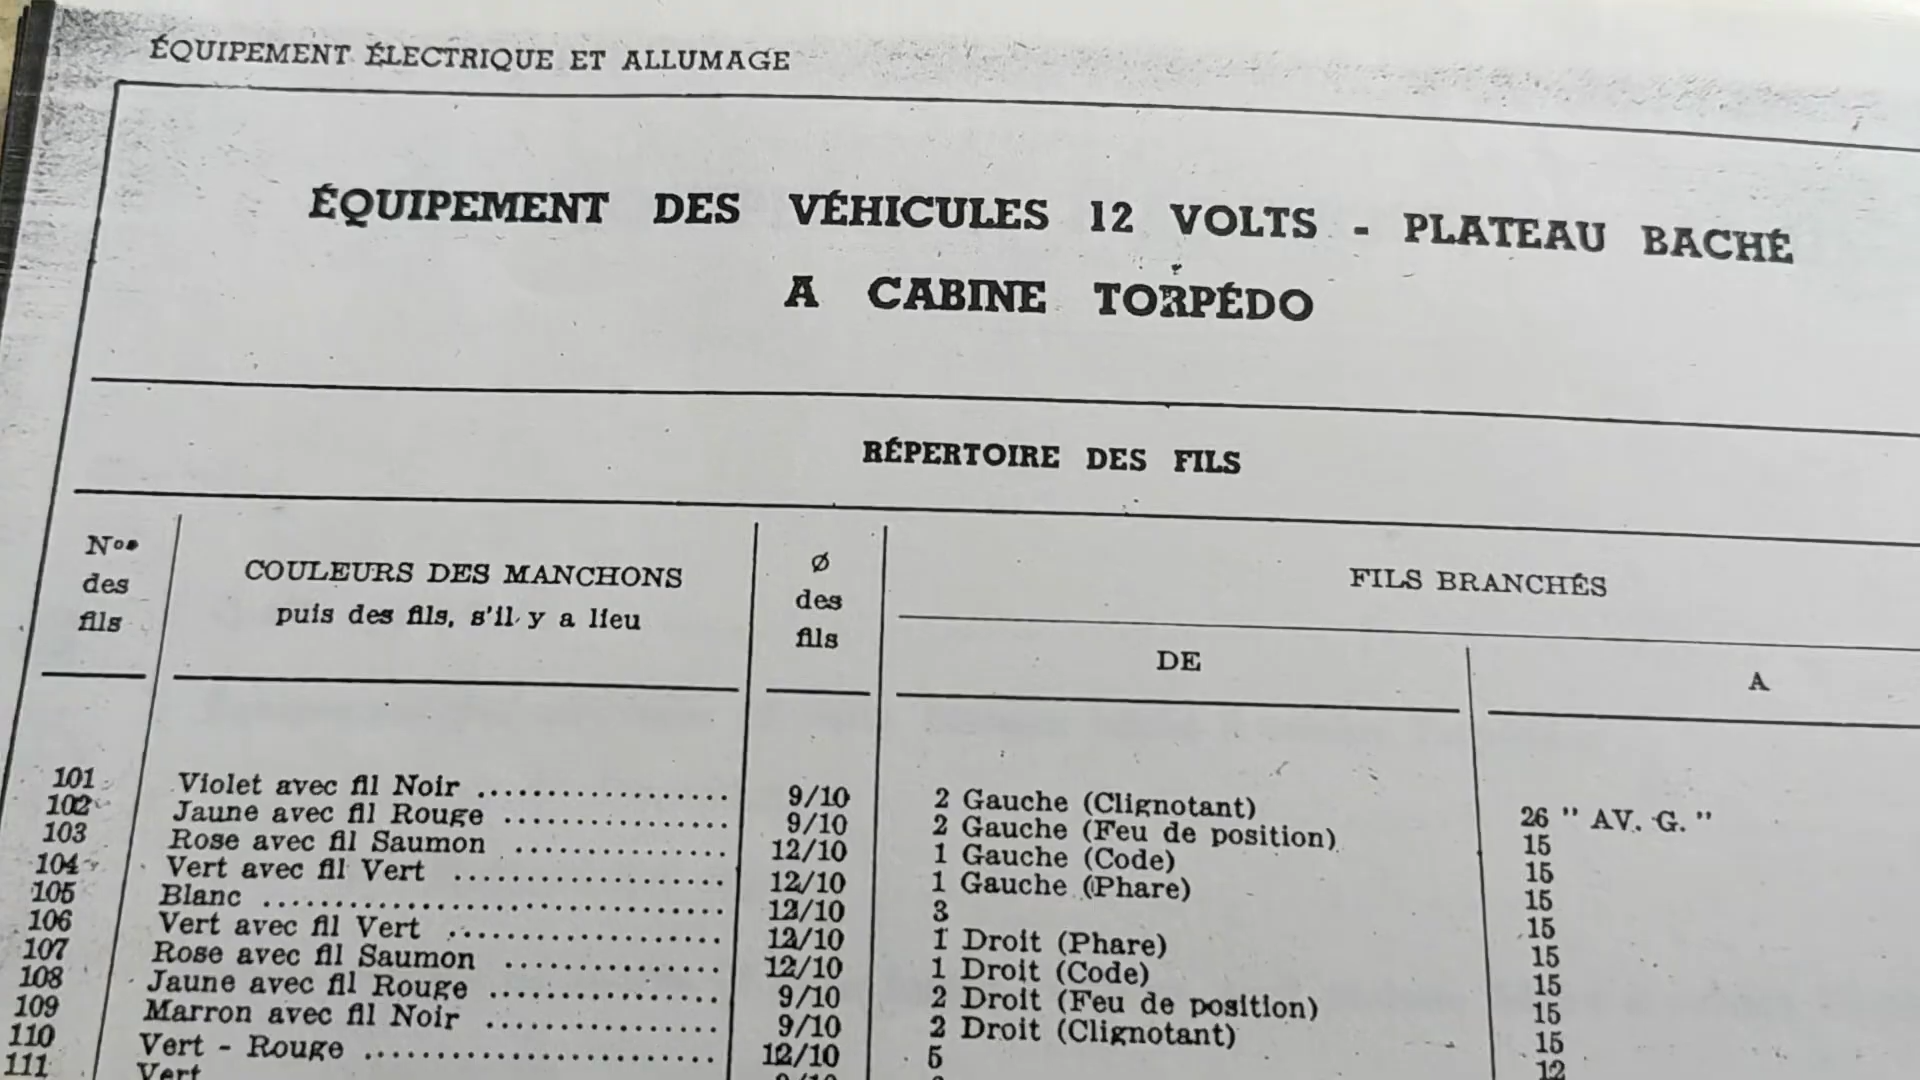 ÉQUIPEMENT ÉLECTRIQUE ET ALLUMAGE
ÉQUIPEMENT DES VÉHICULES 12 VOLTS - PLATEAU BACHÉ
A CABINE TORPÉDO
RÉPERTOIRE DES FILS
Nos des fils
COULEURS DES MANCHONS
puis des fils, s'il y a lieu
Ø des fils
FILS BRANCHÉS
DE
A
101 Violet avec fil Noir .................. 9/10 2 Gauche (Clignotant) 26 " AV. G. "
102 Jaune avec fil Rouge ................ 9/10 2 Gauche (Feu de position) 15
103 Rose avec fil Saumon ............... 12/10 1 Gauche (Code) 15
104 Vert avec fil Vert ................... 12/10 1 Gauche (Phare) 15
105 Blanc ................................. 12/10 3 15
106 Vert avec fil Vert ................... 12/10 1 Droit (Phare) 15
107 Rose avec fil Saumon ............... 12/10 1 Droit (Code) 15
108 Jaune avec fil Rouge ................ 9/10 2 Droit (Feu de position) 15
109 Marron avec fil Noir ................ 9/10 2 Droit (Clignotant) 15
110 Vert - Rouge ......................... 12/10 5 12
111 Vert